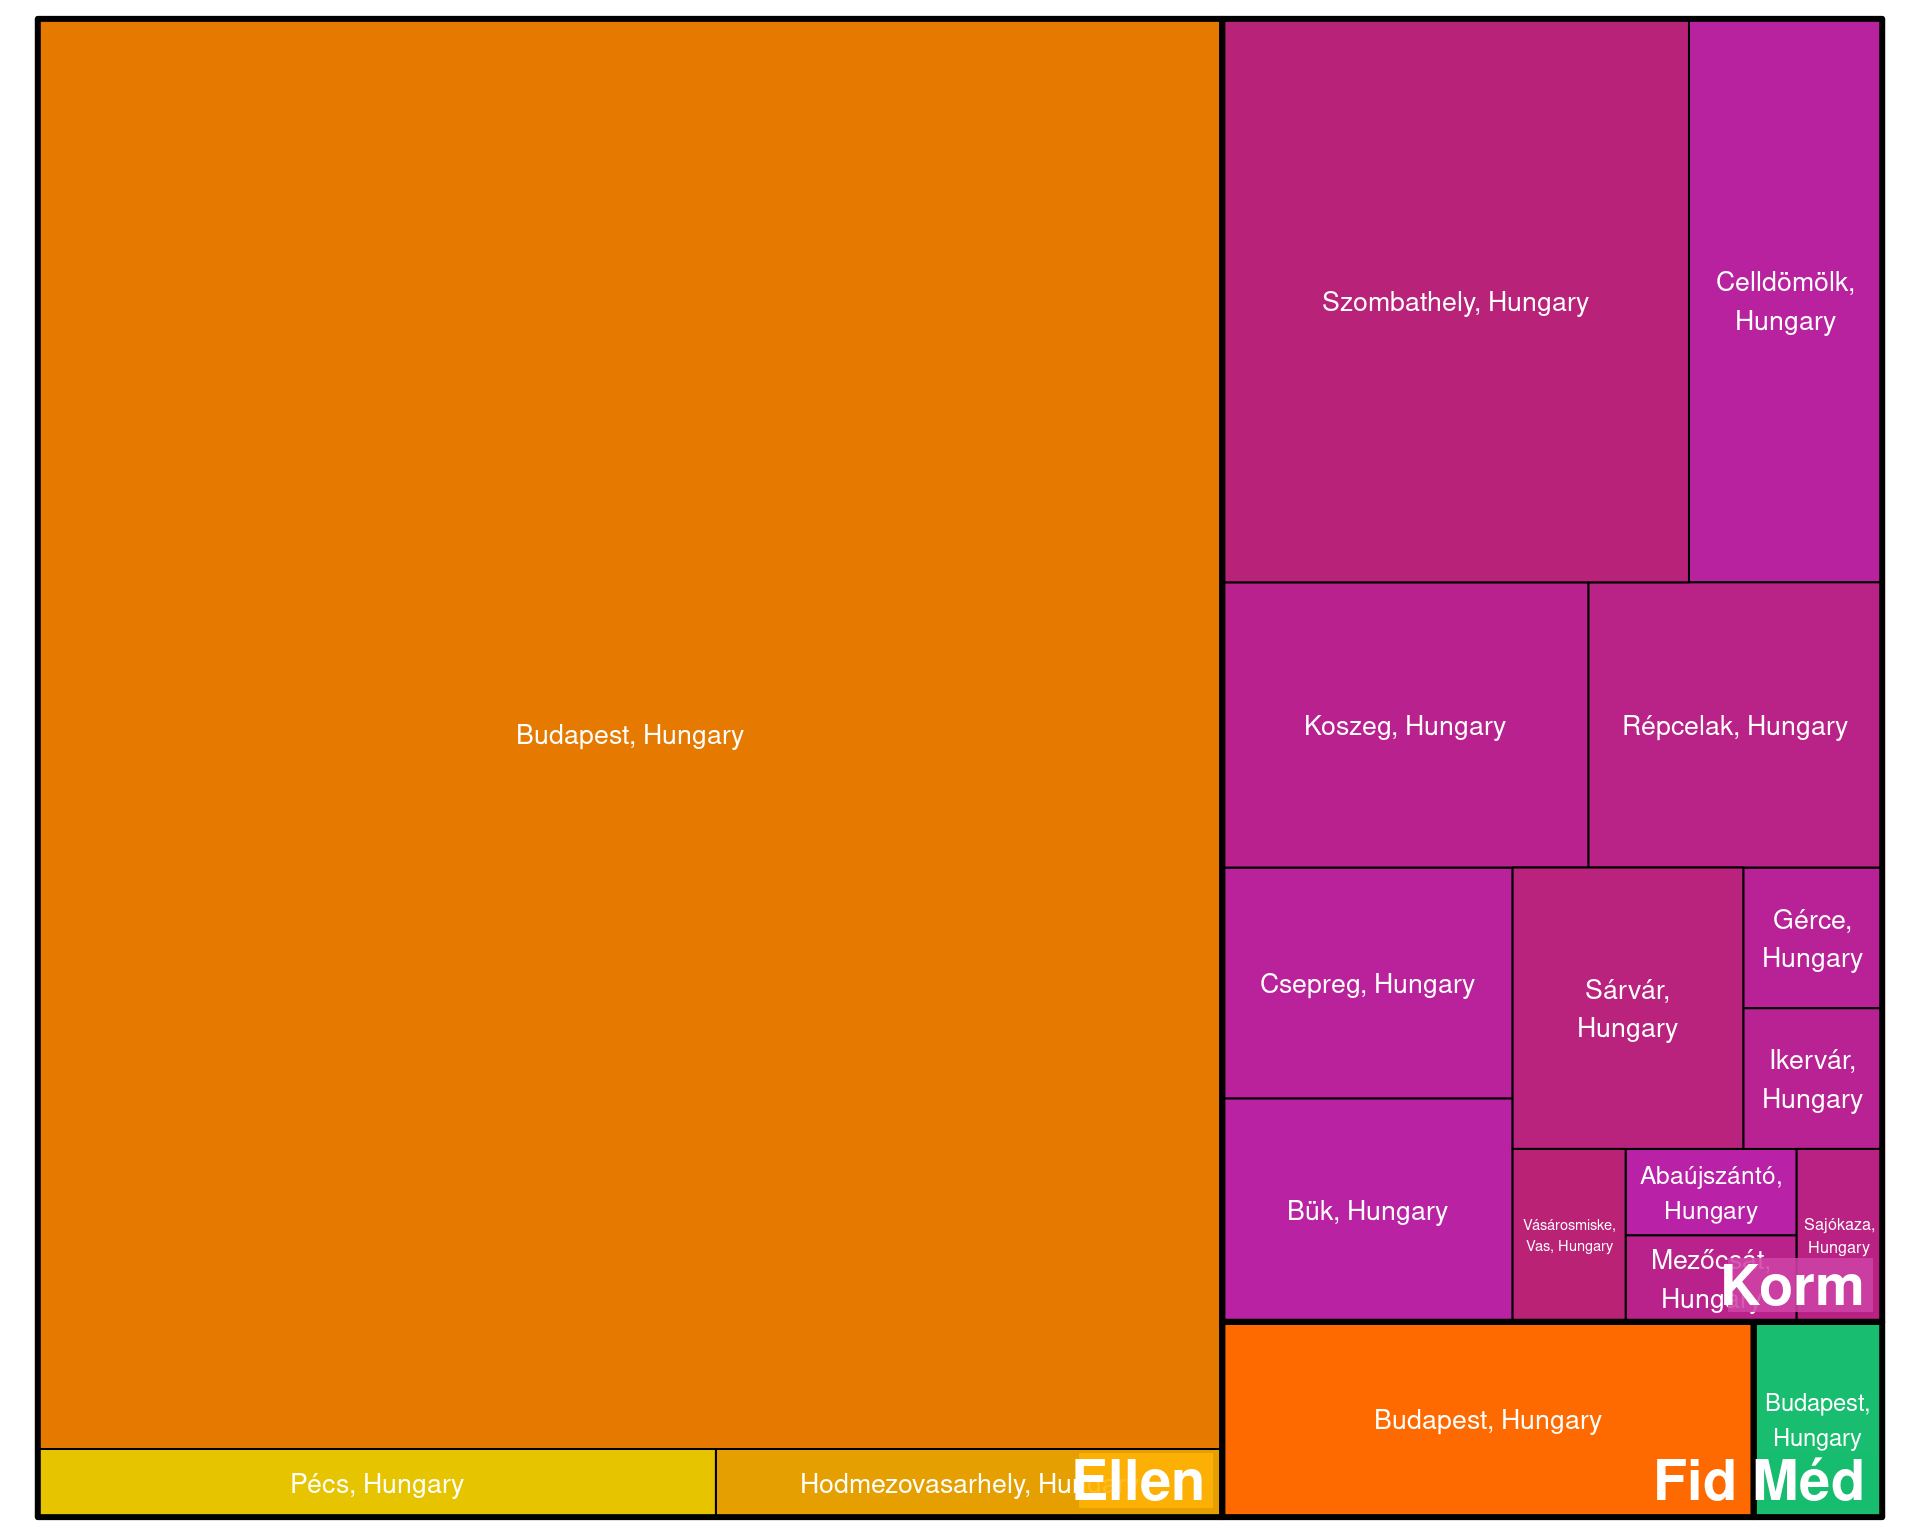 Budapest, Hungary
Pécs, Hungary
Hodmezovasarhely, Hungary
Ellen
Szombathely, Hungary
Celldömölk,
Hungary
Koszeg, Hungary
Répcelak, Hungary
Csepreg, Hungary
Sárvár,
Hungary
Gérce,
Hungary
Ikervár,
Hungary
Bük, Hungary
Vásárosmiske,
Vas, Hungary
Abaújszántó,
Hungary
Mezőcsát,
Hungary
Sajókaza,
Hungary
Korm
Budapest, Hungary
Fid
Budapest,
Hungary
Méd